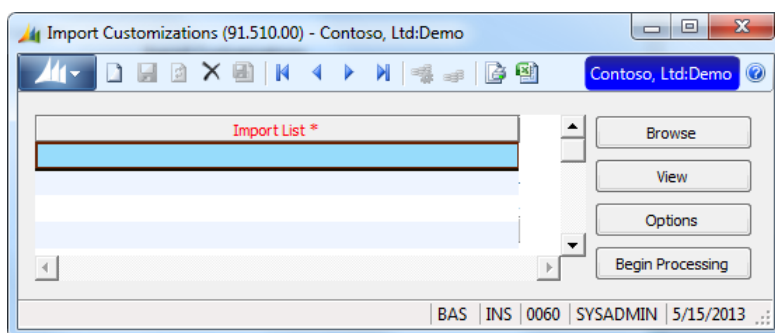 Import Customizations (91.510.00) - Contoso, Ltd:Demo
Contoso, Ltd:Demo
Import List *
Browse
View
Options
Begin Processing
BAS INS 0060 SYSADMIN 5/15/2013